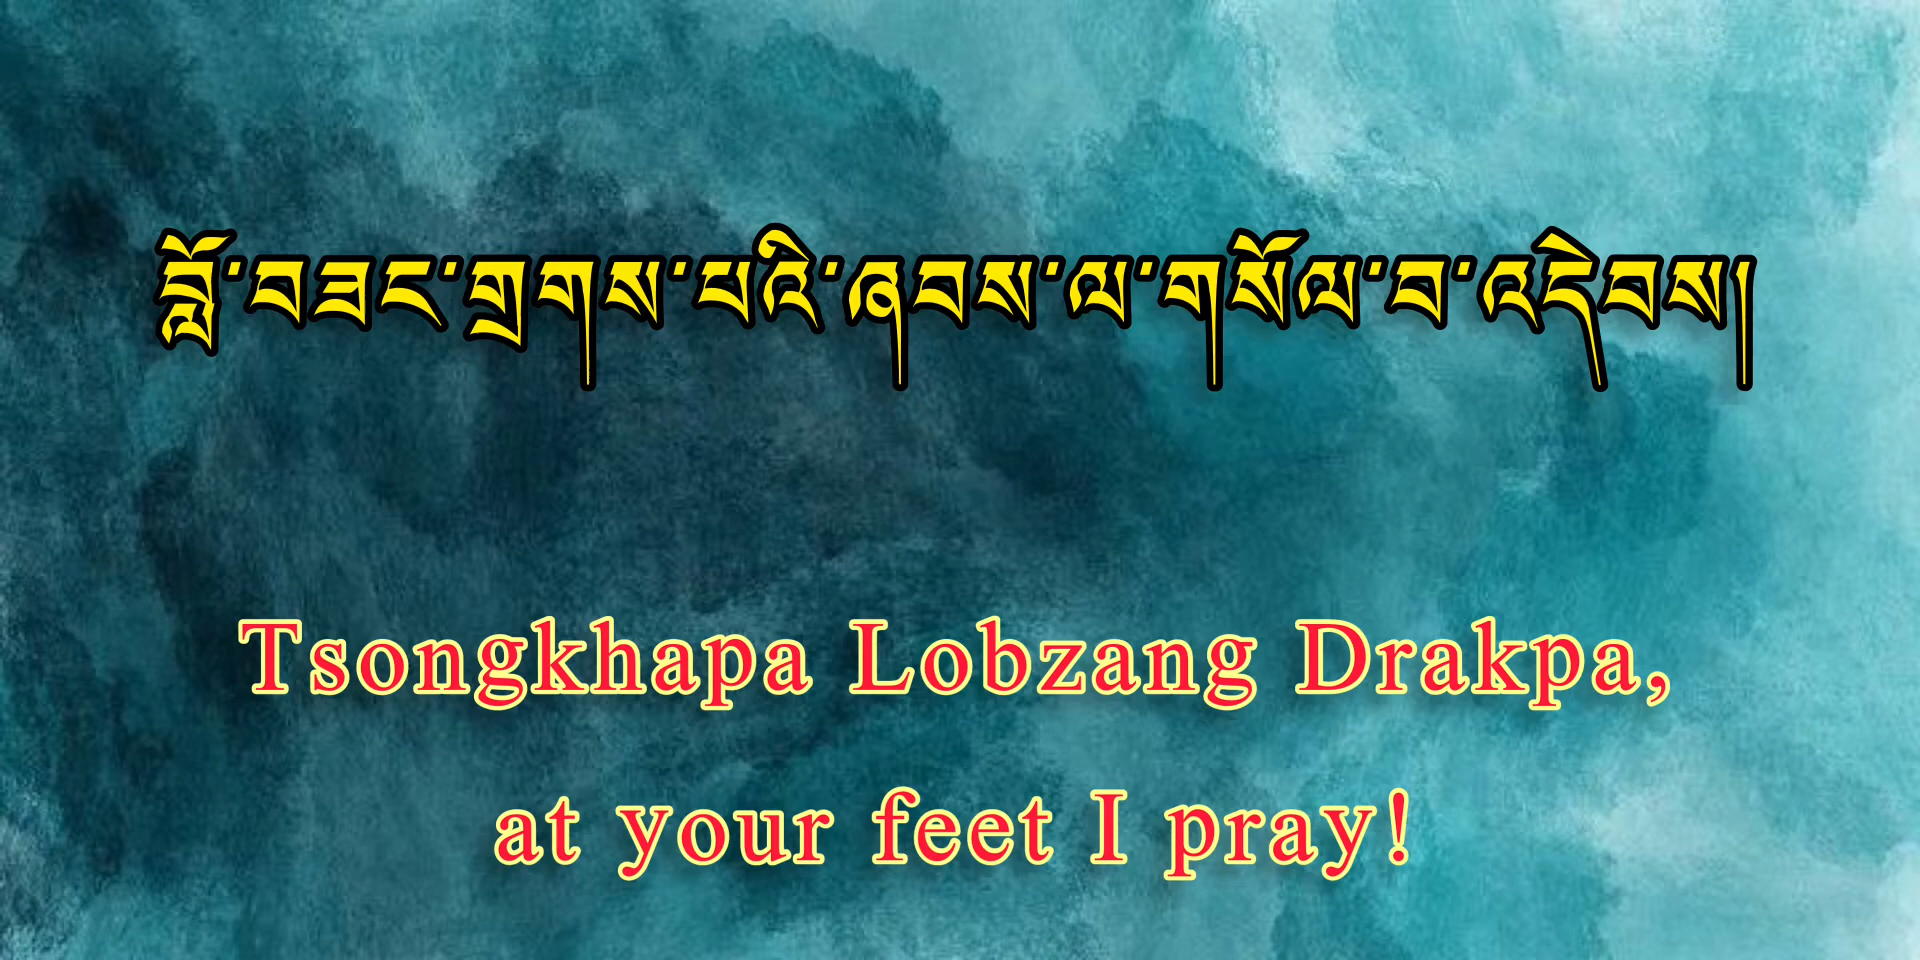 བློ་བཟང་གྲགས་པའི་ཞབས་ལ་གསོལ་བ་འདེབས།
Tsongkhapa Lobzang Drakpa,
at your feet I pray!